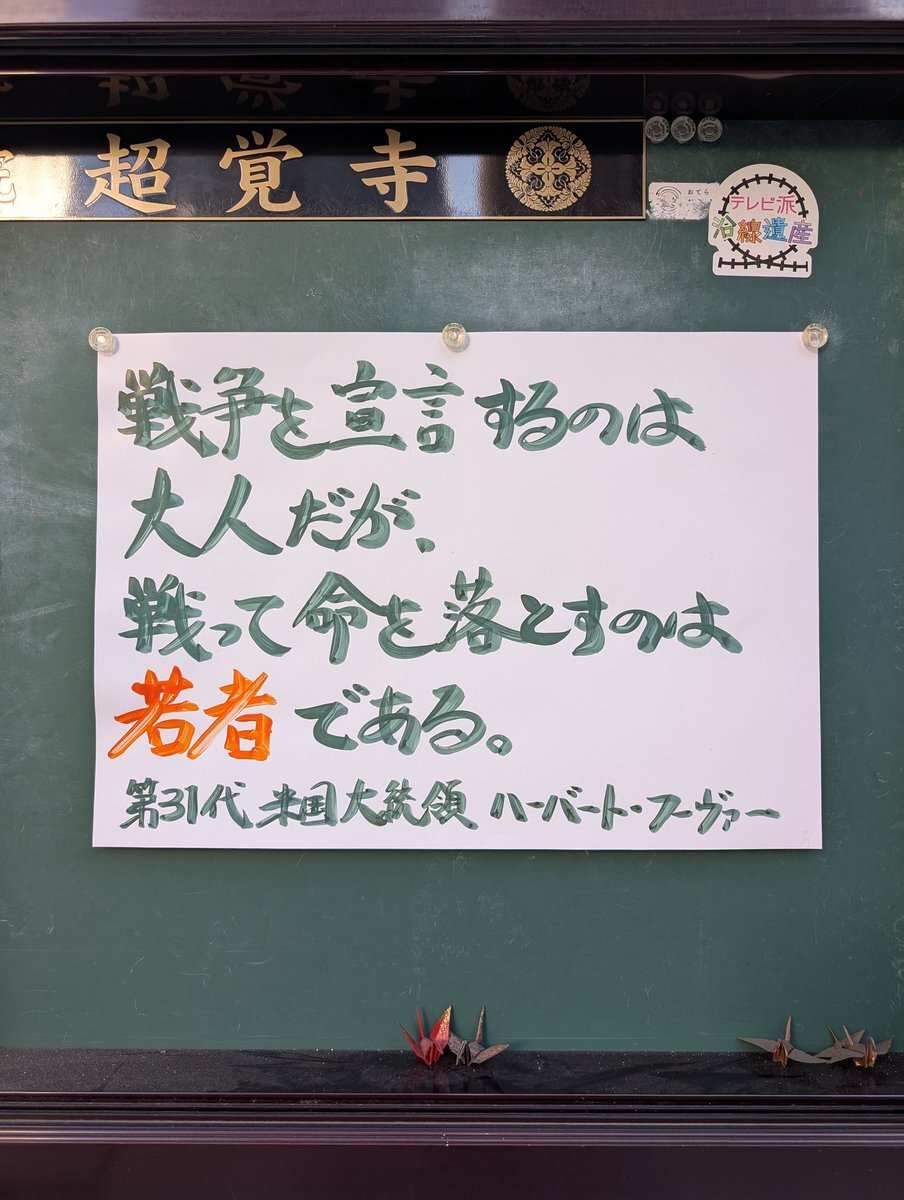 超覚寺
おてら
テレビ派
沿線遺産
戦争を宣言するのは
大人だが、
戦って命を落とすのは
若者である。
第31代 米国大統領 ハーバート・フーヴァー